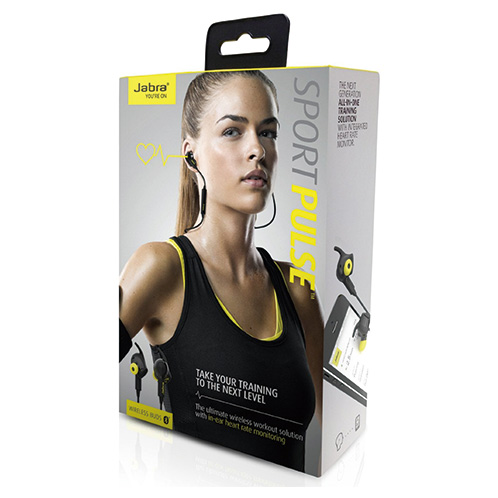 Jabra
YOU'RE ON
SPORT PULSE
THE NEXT
GENERATION
ALL-IN-ONE
TRAINING
SOLUTION
WITH INTEGRATED
HEART RATE
MONITOR.
TAKE YOUR TRAINING
TO THE NEXT LEVEL
The ultimate wireless workout solution
with in-ear heart rate monitoring
WIRELESS BUDS
Jabra